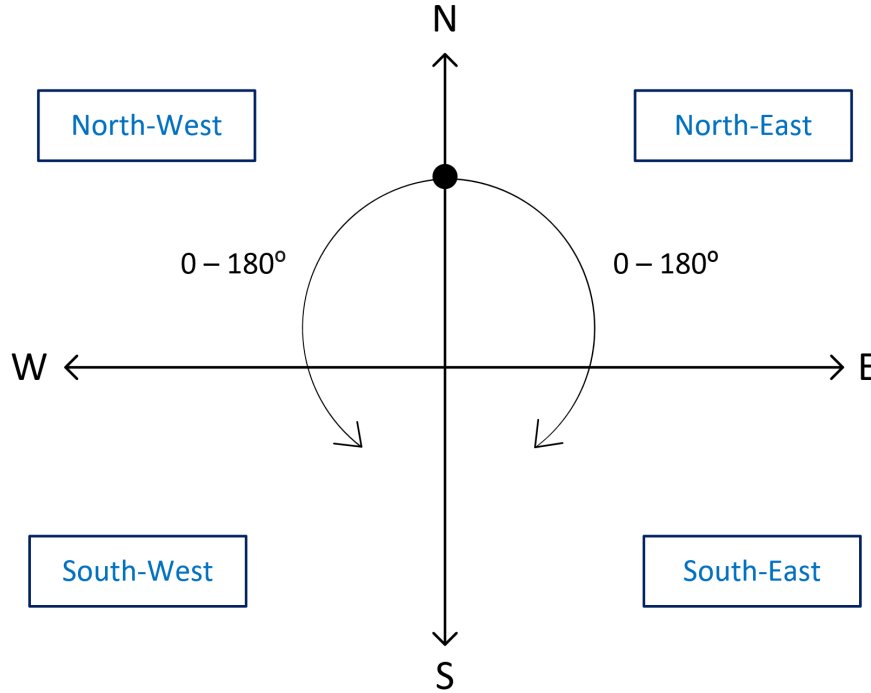 N
North-West
North-East
0 – 180º
0 – 180º
W
E
South-West
South-East
S